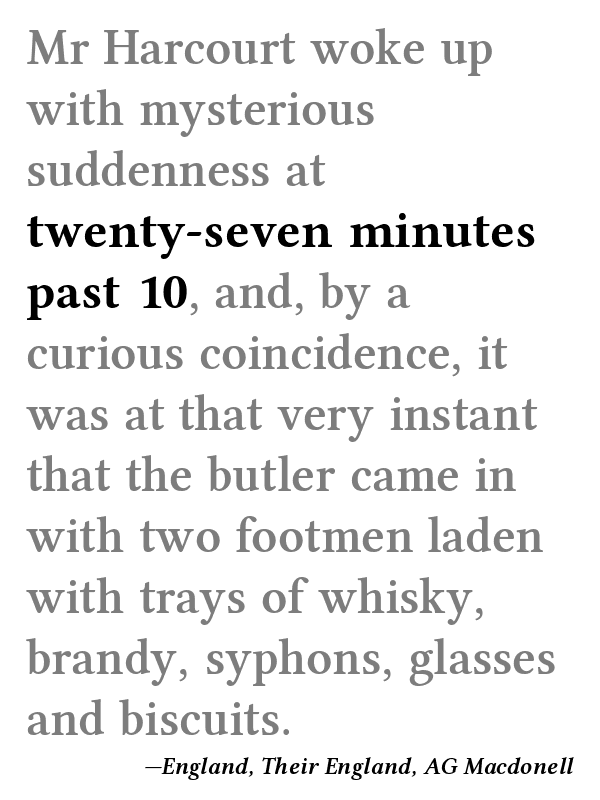 Mr Harcourt woke up
with mysterious
suddenness at
twenty-seven minutes
past 10, and, by a
curious coincidence, it
was at that very instant
that the butler came in
with two footmen laden
with trays of whisky,
brandy, syphons, glasses
and biscuits.
—England, Their England, AG Macdonell